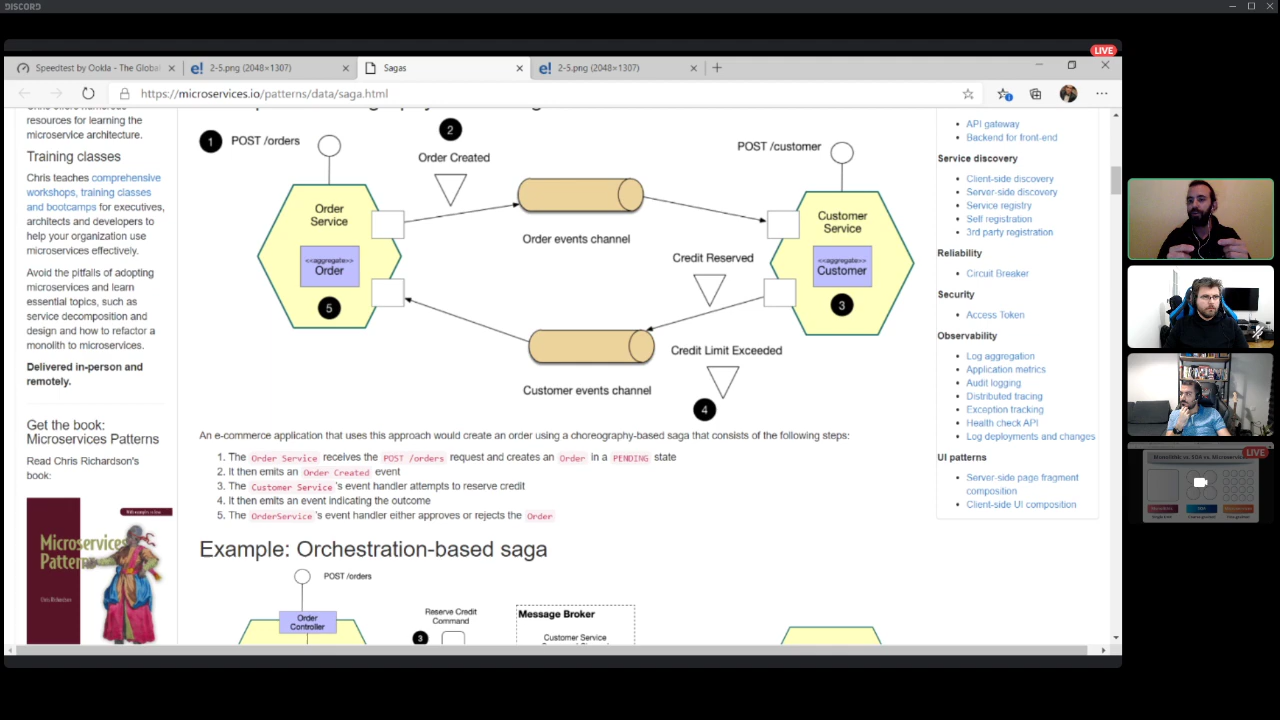 DISCORD
LIVE
Speedtest by Ookla - The Global
2-5.png (2048×1307)
Sagas
2-5.png (2048×1307)
https://microservices.io/patterns/data/saga.html
resources for learning the
microservice architecture.
Training classes
Chris teaches comprehensive
workshops, training classes
and bootcamps for executives,
architects and developers to
help your organization use
microservices effectively.
Avoid the pitfalls of adopting
microservices and learn
essential topics, such as
service decomposition and
design and how to refactor a
monolith to microservices.
Delivered in-person and
remotely.
Get the book:
Microservices Patterns
Read Chris Richardson's
book:
Microservices
Patterns
Chris Richardson
1
POST /orders
2
Order Created
Order
Service
<<aggregate>>
Order
5
Order events channel
POST /customer
Customer
Service
<<aggregate>>
Customer
3
Credit Reserved
Credit Limit Exceeded
4
Customer events channel
An e-commerce application that uses this approach would create an order using a choreography-based saga that consists of the following steps:
1. The Order Service receives the POST /orders request and creates an Order in a PENDING state
2. It then emits an Order Created event
3. The Customer Service 's event handler attempts to reserve credit
4. It then emits an event indicating the outcome
5. The OrderService 's event handler either approves or rejects the Order
Example: Orchestration-based saga
POST /orders
Order
Controller
Reserve Credit
Command
3
Message Broker
Customer Service
API gateway
Backend for front-end
Service discovery
Client-side discovery
Server-side discovery
Service registry
Self registration
3rd party registration
Reliability
Circuit Breaker
Security
Access Token
Observability
Log aggregation
Application metrics
Audit logging
Distributed tracing
Exception tracking
Health check API
Log deployments and changes
UI patterns
Server-side page fragment
composition
Client-side UI composition
LIVE
Monolithic vs. SOA vs. Microservices